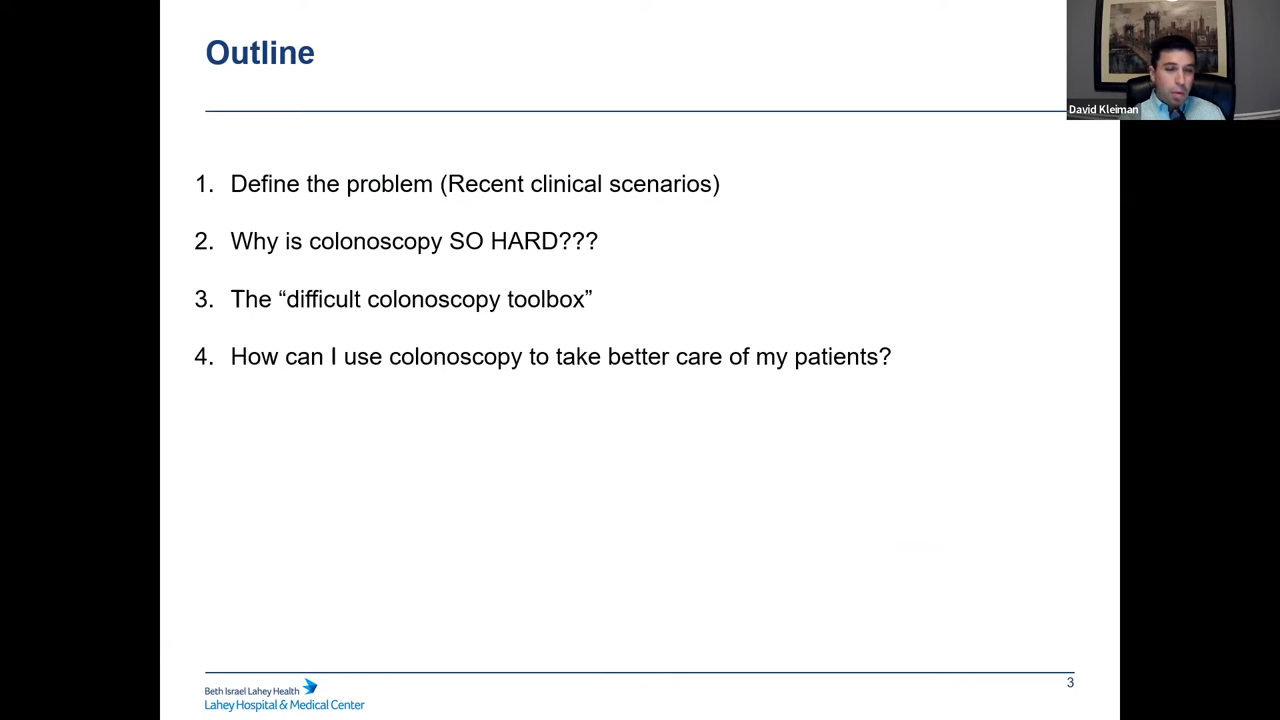 Outline
David Kleiman
1. Define the problem (Recent clinical scenarios)
2. Why is colonoscopy SO HARD???
3. The “difficult colonoscopy toolbox”
4. How can I use colonoscopy to take better care of my patients?
Beth Israel Lahey Health
Lahey Hospital & Medical Center
3